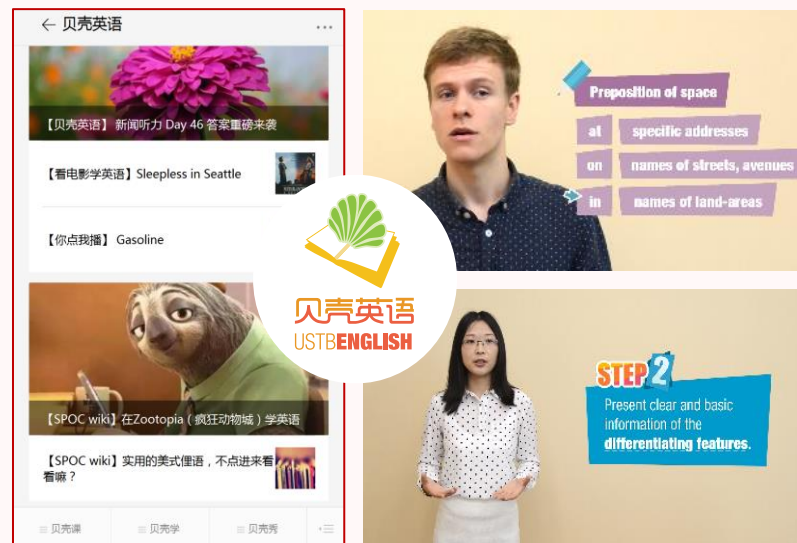 贝壳英语
【贝壳英语】新闻听力 Day 46 答案重磅来袭
【看电影学英语】Sleepless in Seattle
【你点我播】 Gasoline
【SPOC wiki】在Zootopia（疯狂动物城）学英语
【SPOC wiki】实用的美式俚语，不点进来看
看嘛？
贝壳课
贝壳学
贝壳秀
贝壳英语
USTBENGLISH
Preposition of space
at specific addresses
on names of streets, avenues
in names of land-areas
STEP 2
Present clear and basic
information of the
differentiating features.